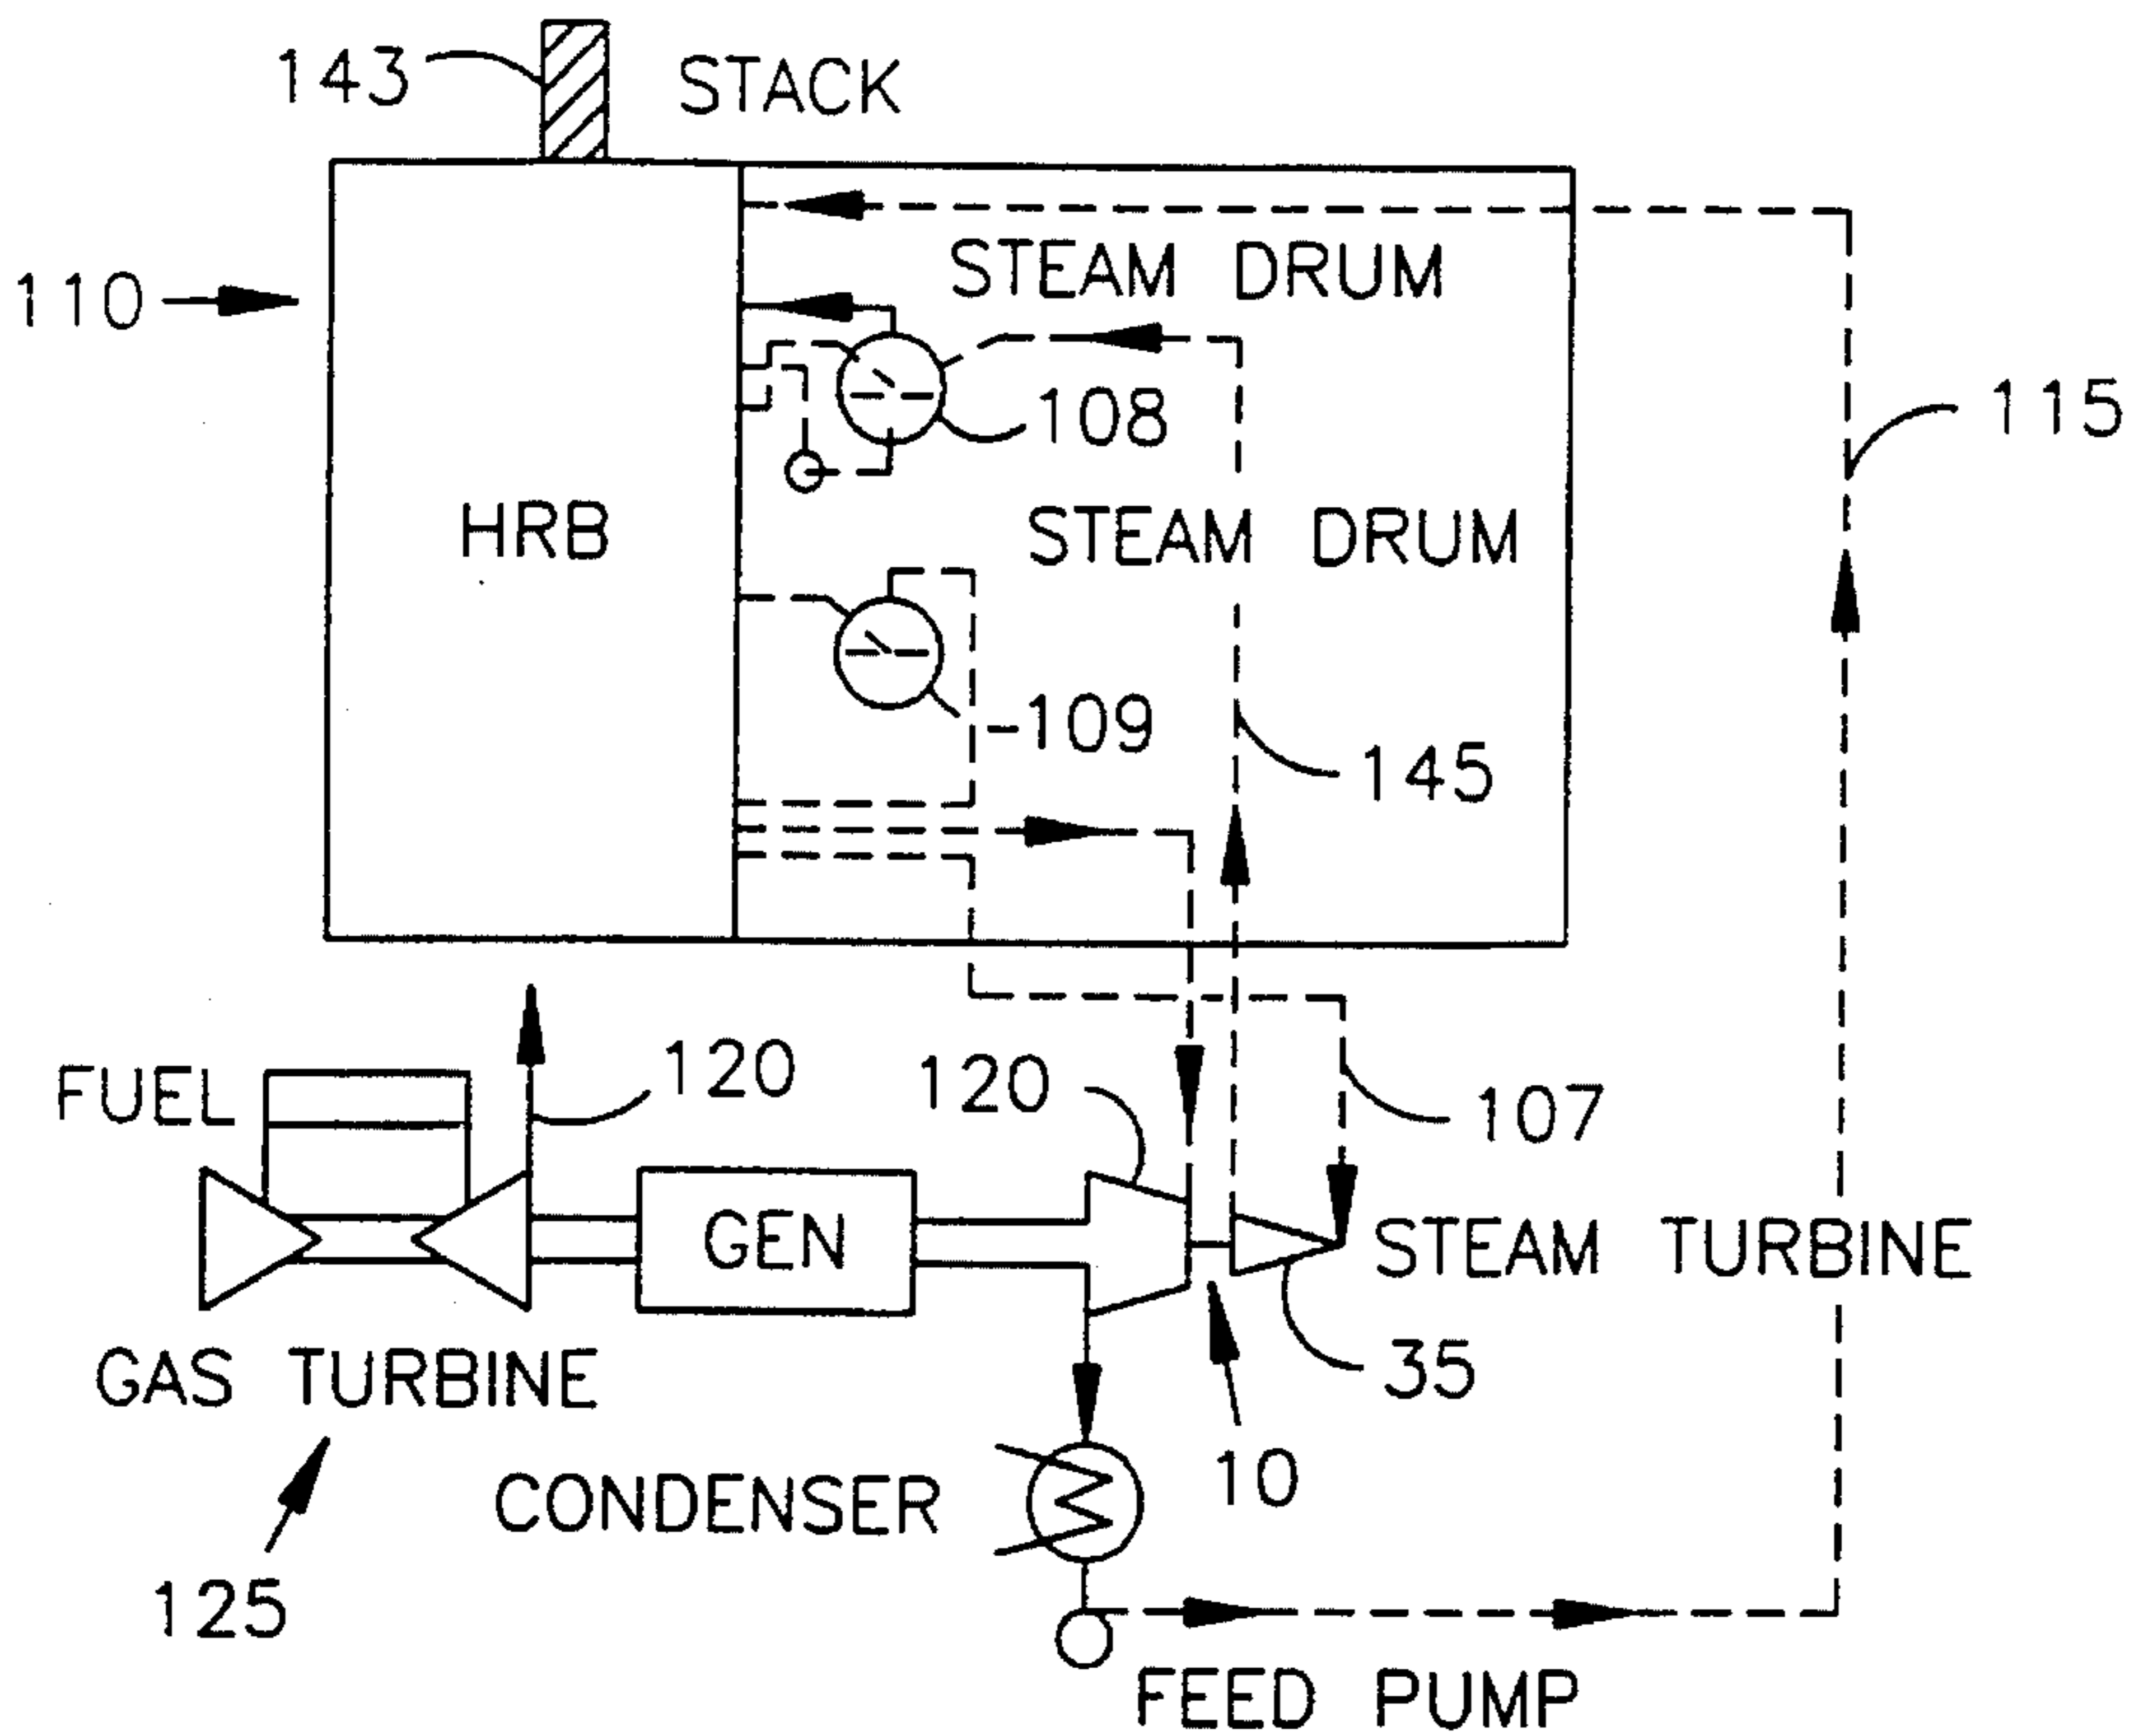 143
STACK
110
STEAM DRUM
108
115
HRB
STEAM DRUM
109
145
FUEL
120
120
107
GEN
STEAM TURBINE
GAS TURBINE
35
10
CONDENSER
125
FEED PUMP